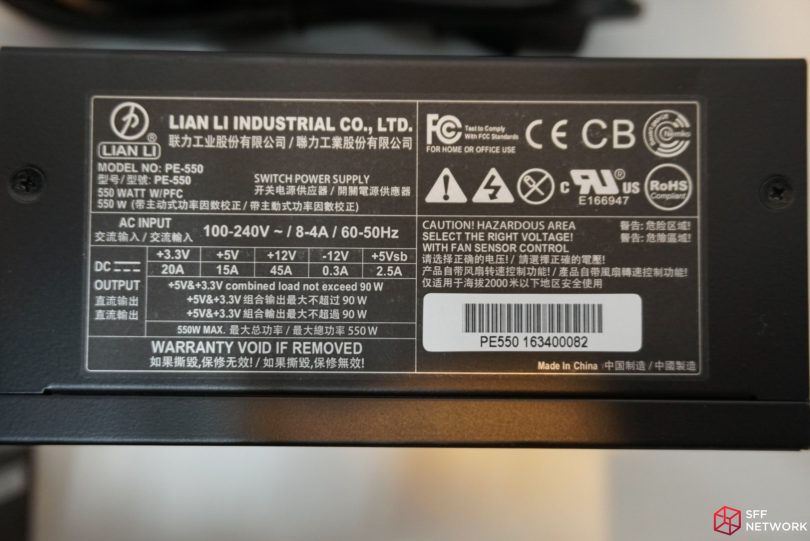 LIAN LI
LIAN LI INDUSTRIAL CO., LTD.
联力工业股份有限公司 / 聯力工業股份有限公司
MODEL NO: PE-550
型号/型號: PE-550
550 WATT W/PFC
SWITCH POWER SUPPLY
开关电源供应器 / 開關電源供應器
550 W (带主动式功率因数校正 / 带主動式功率因數校正)
AC INPUT
交流输入 / 交流輸入
100-240V ~ / 8-4A / 60-50Hz
DC
OUTPUT
直流输出
直流輸出
+3.3V +5V +12V -12V +5Vsb
20A 15A 45A 0.3A 2.5A
+5V&+3.3V combined load not exceed 90 W
+5V&+3.3V 组合输出最大不超过 90 W
+5V&+3.3V 組合輸出最大不超過 90 W
550W MAX. 最大总功率 / 最大總功率 550 W
WARRANTY VOID IF REMOVED
如果撕毁,保修无效! / 如果撕毀,保修無效!
FC
Test to Comply
With FCC Standards
FOR HOME OR OFFICE USE
CE CB
Nemko
c UR US
E166947
RoHS
Compliant
CAUTION! HAZARDOUS AREA
SELECT THE RIGHT VOLTAGE!
WITH FAN SENSOR CONTROL
警告: 危险区域!
警告: 危險區域!
请选择正确的电压! / 請選擇正確的電壓!
产品自带风扇转速控制功能! / 產品自帶風扇轉速控制功能!
仅适用于海拔2000米以下地区安全使用
PE550 163400082
Made In China / 中国制造 / 中國製造
SFF
NETWORK